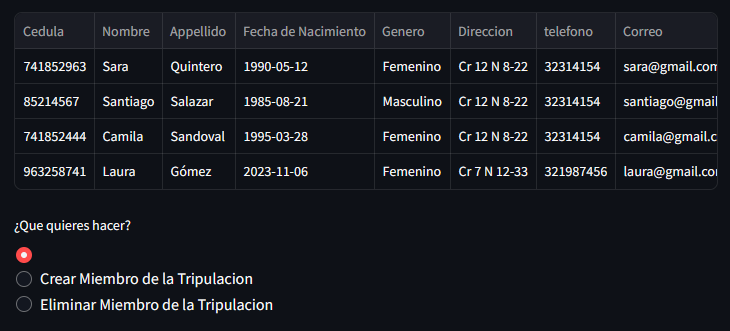 Cedula Nombre Appellido Fecha de Nacimiento Genero Direccion telefono Correo
741852963 Sara Quintero 1990-05-12 Femenino Cr 12 N 8-22 32314154 sara@gmail.com
85214567 Santiago Salazar 1985-08-21 Masculino Cr 12 N 8-22 32314154 santiago@gmail
741852444 Camila Sandoval 1995-03-28 Femenino Cr 12 N 8-22 32314154 camila@gmail.c
963258741 Laura Gómez 2023-11-06 Femenino Cr 7 N 12-33 321987456 laura@gmail.co
¿Que quieres hacer?
Crear Miembro de la Tripulacion
Eliminar Miembro de la Tripulacion